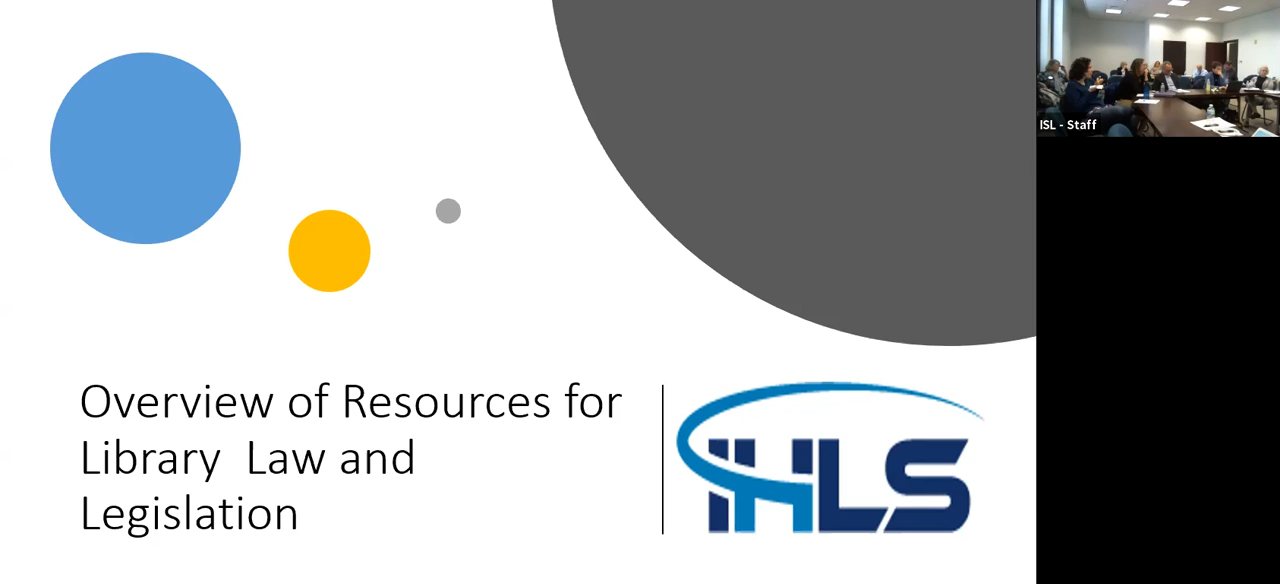 Overview of Resources for
Library  Law and
Legislation
IHLS
ISL - Staff